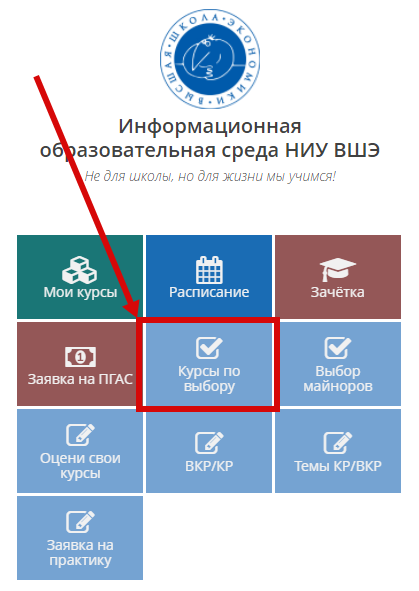 ВЫСШАЯ • ШКОЛА • ЭКОНОМИКИ •
Информационная
образовательная среда НИУ ВШЭ
Не для школы, но для жизни мы учимся!
Мои курсы
Расписание
Зачётка
1
Заявка на ПГАС
Курсы по
выбору
Выбор
майноров
Оцени свои
курсы
ВКР/КР
Темы КР/ВКР
Заявка на
практику